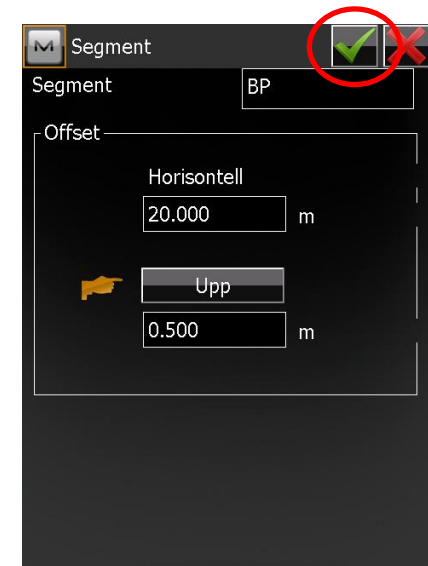 Segment
Segment BP
Offset
Horisontell
20.000 m
Upp
0.500 m